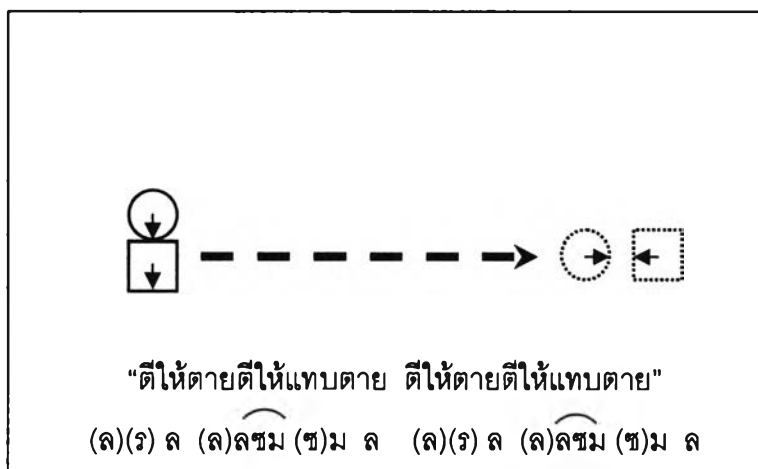 “ตีให้ตายตีให้แทบตาย ตีให้ตายตีให้แทบตาย”
(ล)(ร) ล (ล)ลซม (ซ)ม ล (ล)(ร) ล (ล)ลซม (ซ)ม ล